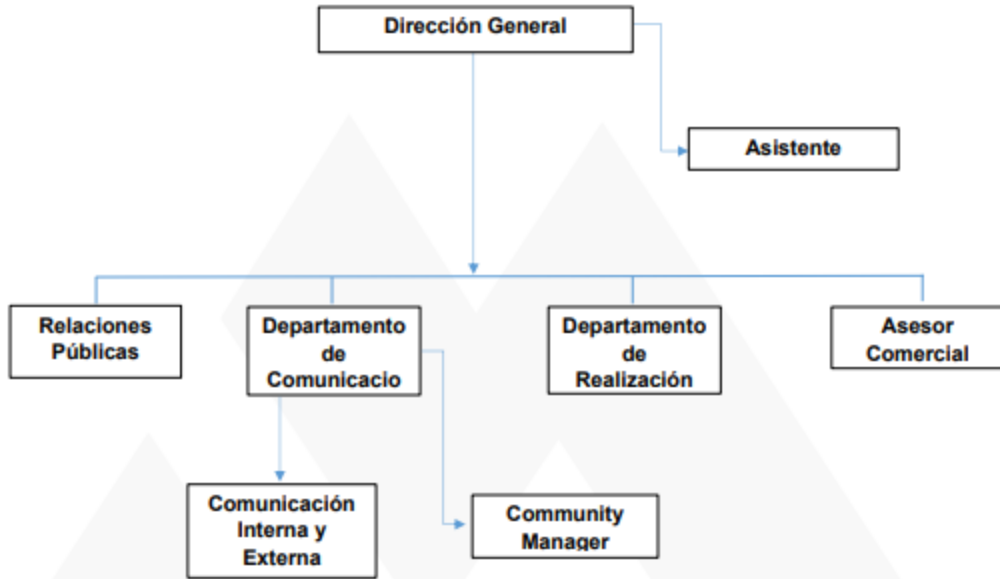 Dirección General
Asistente
Relaciones
Públicas
Departamento
de
Comunicacio
Departamento
de
Realización
Asesor
Comercial
Comunicación
Interna y
Externa
Community
Manager